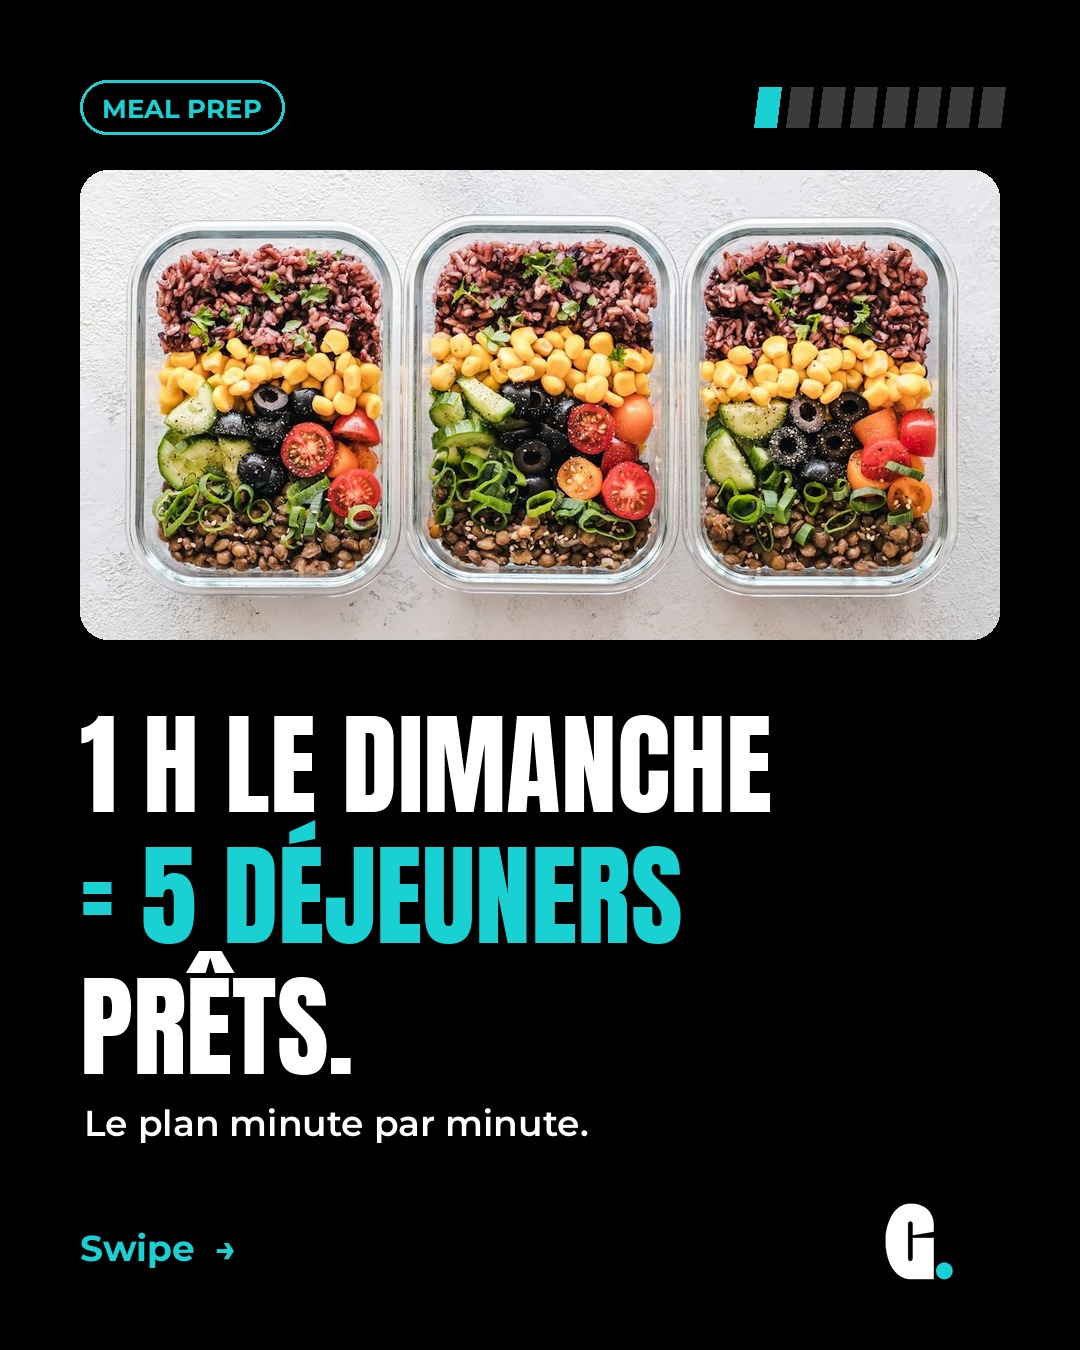 MEAL PREP
1 H LE DIMANCHE
= 5 DÉJEUNERS
PRÊTS.
Le plan minute par minute.
Swipe →
G.